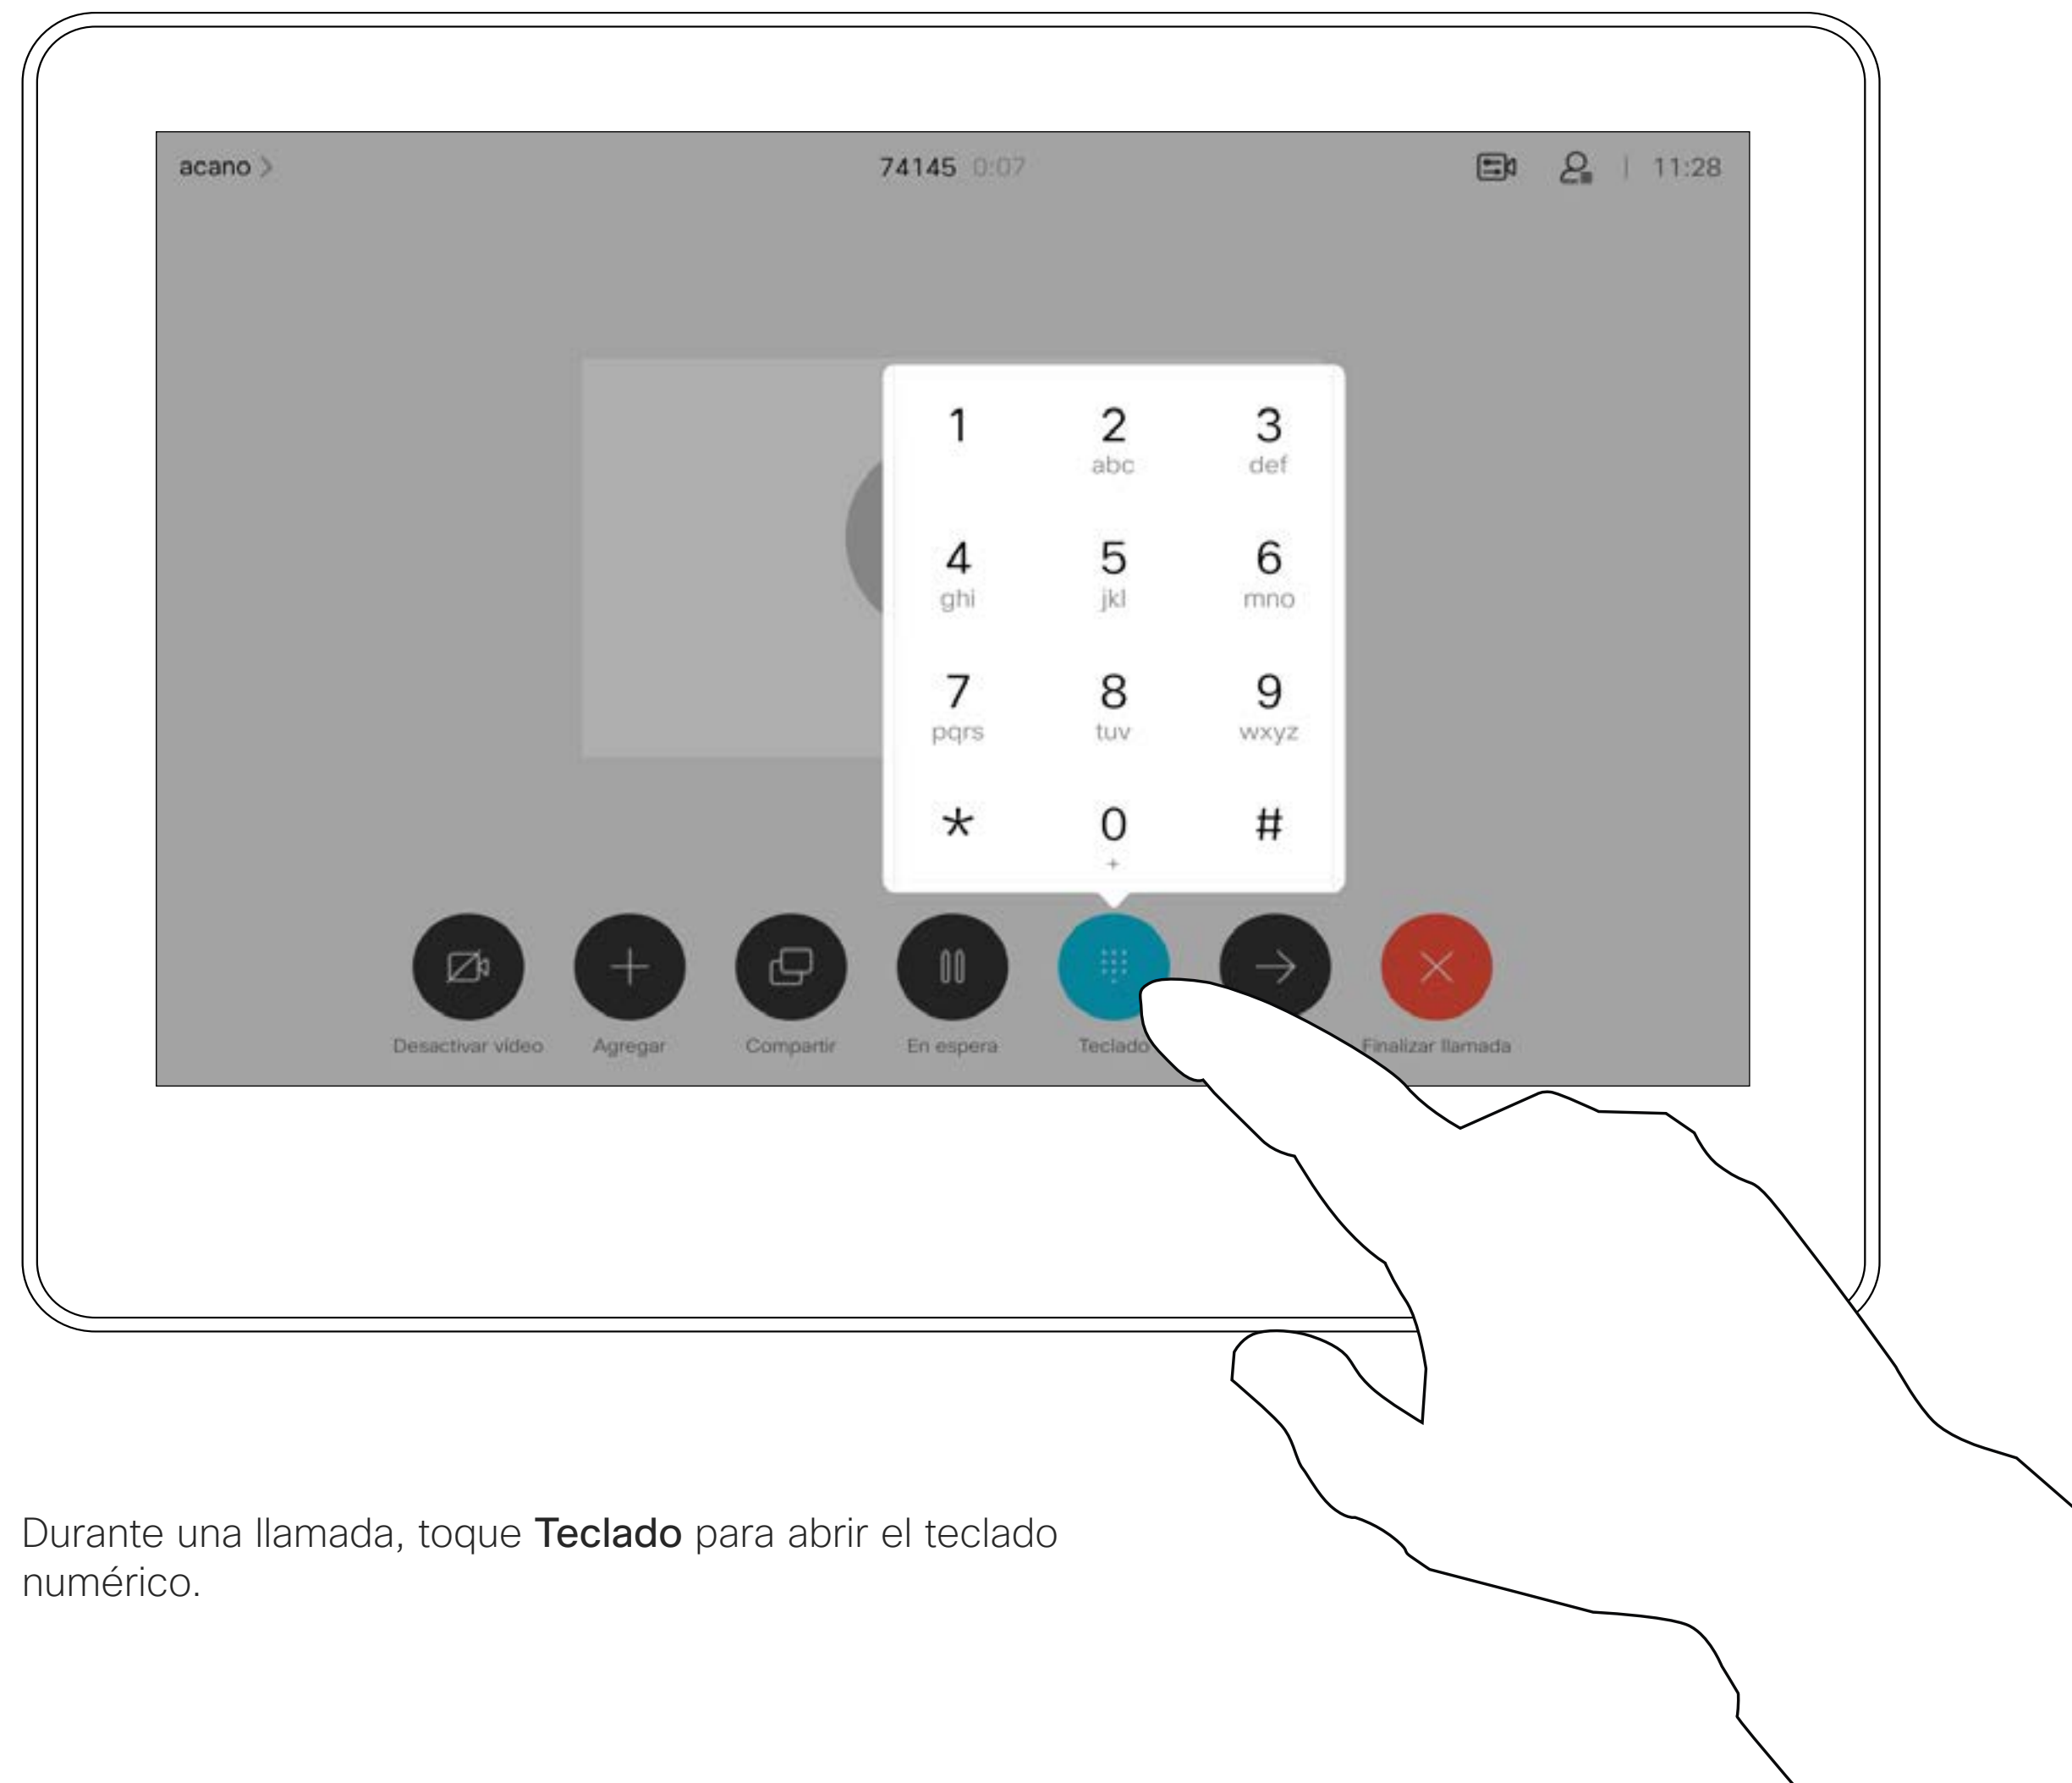 acano
74145 0:07
11:28
1 2 3
abc def
4 5 6
ghi jkl mno
7 8 9
pqrs tuv wxyz
* 0 #
+
Desactivar vídeo Agregar Compartir En espera Teclado Finalizar llamada
Durante una llamada, toque Teclado para abrir el teclado
numérico.